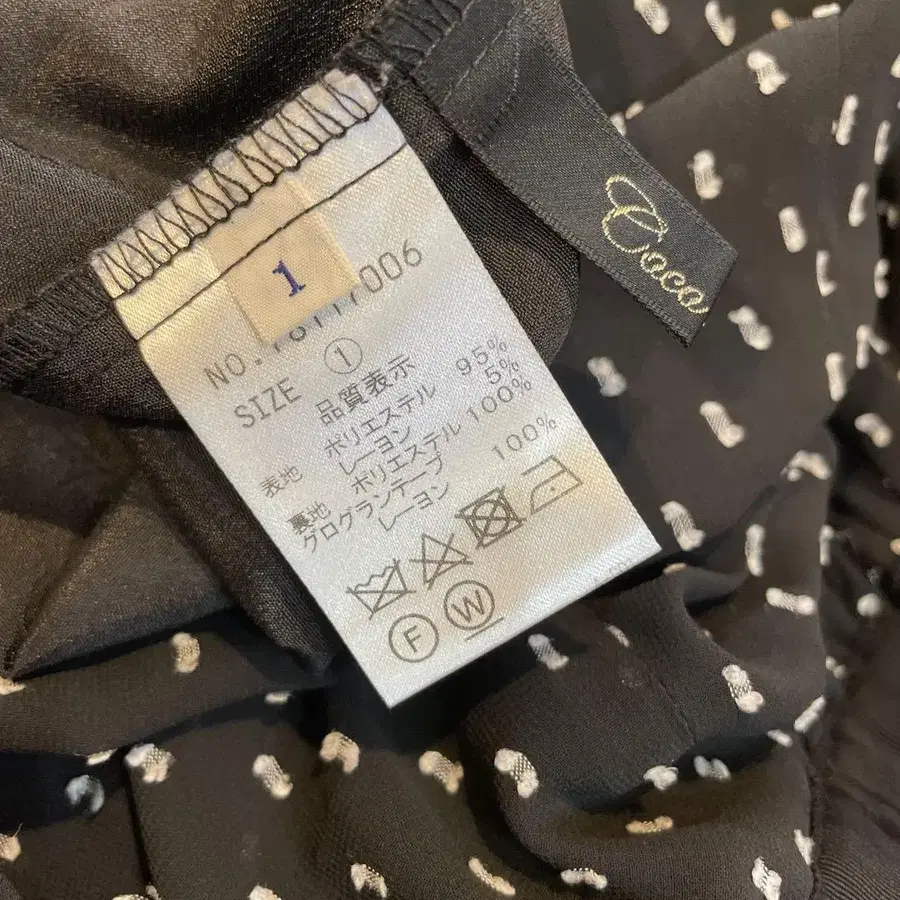 Coco
1
NO. 006
SIZE ①
品質表示
表地 ポリエステル 95%
レーヨン 5%
裏地 ポリエステル 100%
グログランテープ
レーヨン 100%
F W